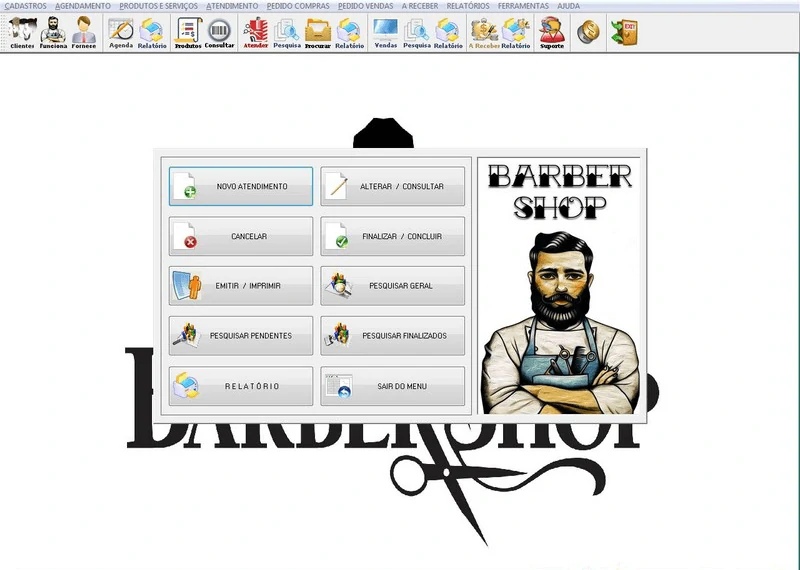 CADASTROS AGENDAMENTO PRODUTOS E SERVIÇOS ATENDIMENTO PEDIDO COMPRAS PEDIDO VENDAS A RECEBER RELATÓRIOS FERRAMENTAS AJUDA
Clientes Funciona Fornece Agenda Relatório Produtos Consultar Atender Pesquisa Procurar Relatório Vendas Pesquisa Relatório A Receber Relatório Suporte
EXIT
NOVO ATENDIMENTO
ALTERAR / CONSULTAR
CANCELAR
FINALIZAR / CONCLUIR
EMITIR / IMPRIMIR
PESQUISAR GERAL
PESQUISAR PENDENTES
PESQUISAR FINALIZADOS
RELATÓRIO
SAIR DO MENU
BARBER
SHOP
BARBERSHOP